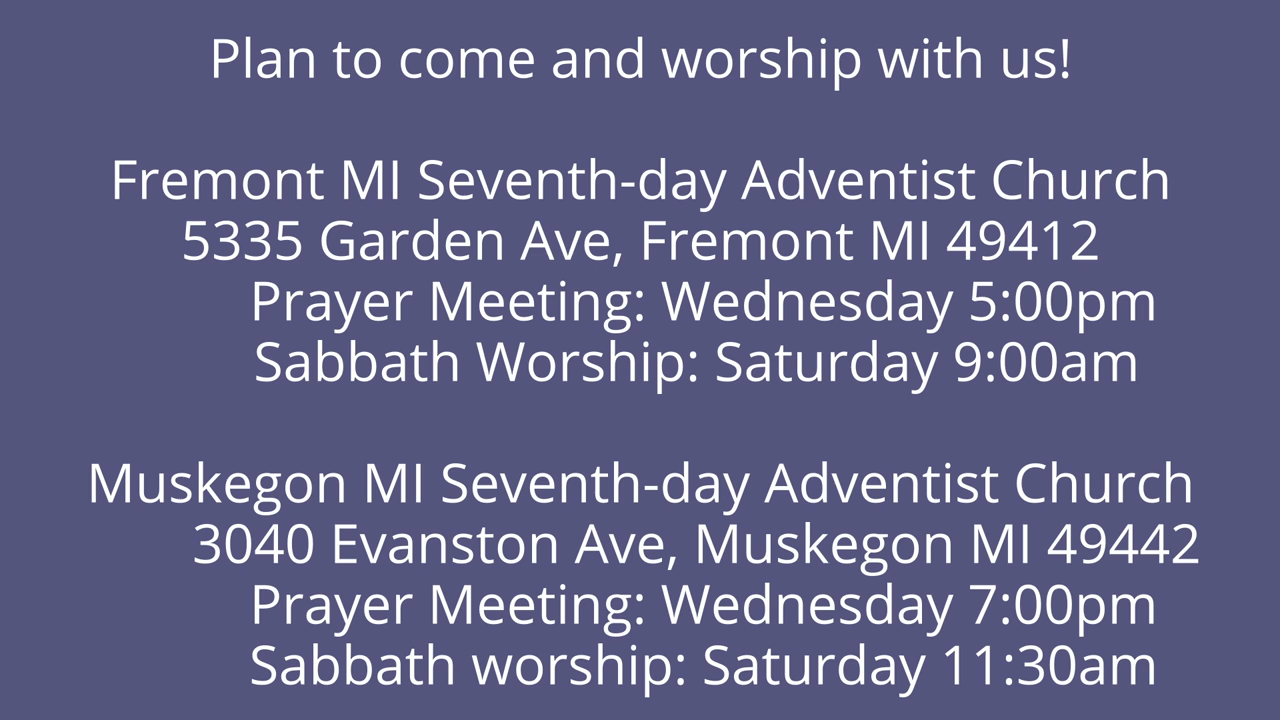 Plan to come and worship with us!
Fremont MI Seventh-day Adventist Church
5335 Garden Ave, Fremont MI 49412
Prayer Meeting: Wednesday 5:00pm
Sabbath Worship: Saturday 9:00am
Muskegon MI Seventh-day Adventist Church
3040 Evanston Ave, Muskegon MI 49442
Prayer Meeting: Wednesday 7:00pm
Sabbath worship: Saturday 11:30am